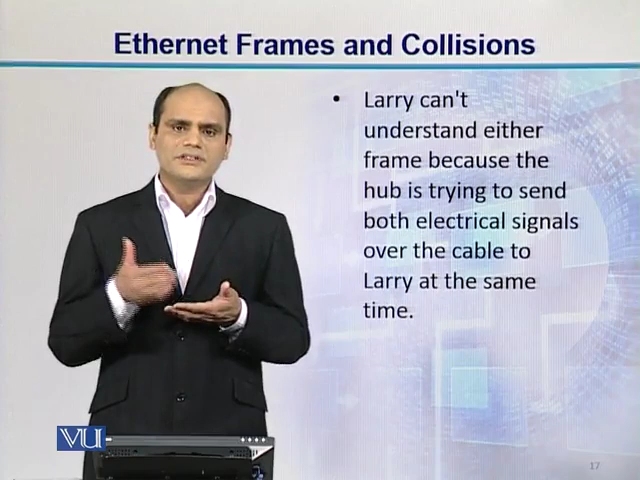 Ethernet Frames and Collisions
• Larry can't
understand either
frame because the
hub is trying to send
both electrical signals
over the cable to
Larry at the same
time.
VU
17